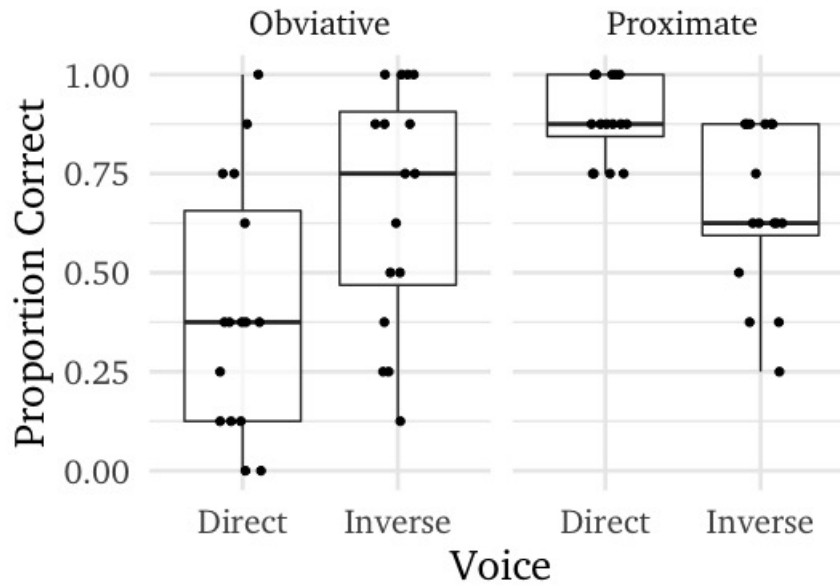 Obviative Proximate
Proportion Correct
1.00
0.75
0.50
0.25
0.00
Direct Inverse Direct Inverse
Voice